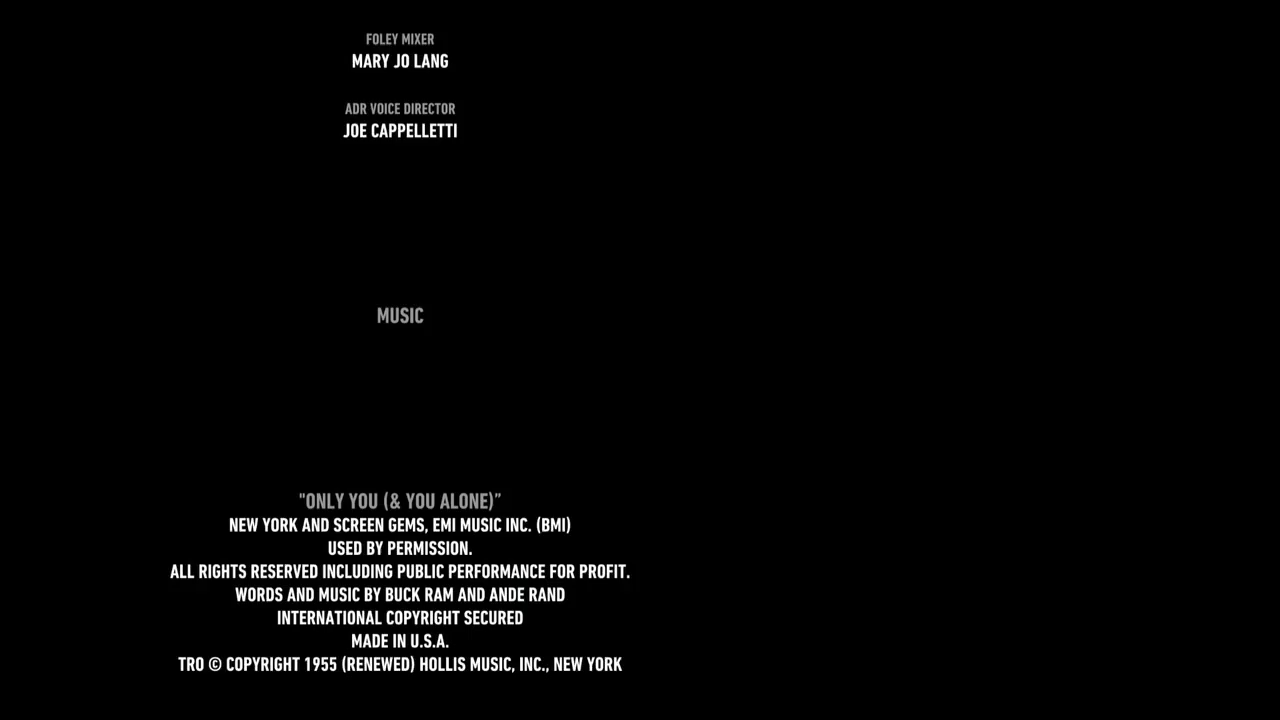 FOLEY MIXER
MARY JO LANG
ADR VOICE DIRECTOR
JOE CAPPELLETTI
MUSIC
"ONLY YOU (& YOU ALONE)”
NEW YORK AND SCREEN GEMS, EMI MUSIC INC. (BMI)
USED BY PERMISSION.
ALL RIGHTS RESERVED INCLUDING PUBLIC PERFORMANCE FOR PROFIT.
WORDS AND MUSIC BY BUCK RAM AND ANDE RAND
INTERNATIONAL COPYRIGHT SECURED
MADE IN U.S.A.
TRO © COPYRIGHT 1955 (RENEWED) HOLLIS MUSIC, INC., NEW YORK